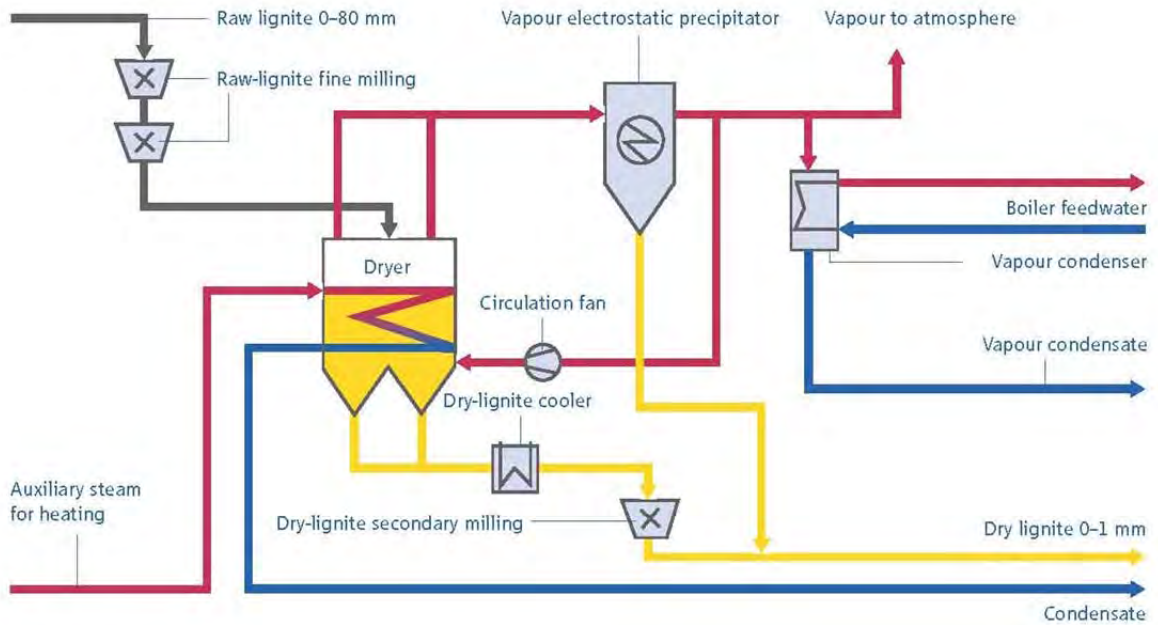 Raw lignite 0–80 mm
Vapour electrostatic precipitator
Vapour to atmosphere
Raw-lignite fine milling
Boiler feedwater
Dryer
Vapour condenser
Circulation fan
Vapour condensate
Dry-lignite cooler
Auxiliary steam
for heating
Dry-lignite secondary milling
Dry lignite 0–1 mm
Condensate